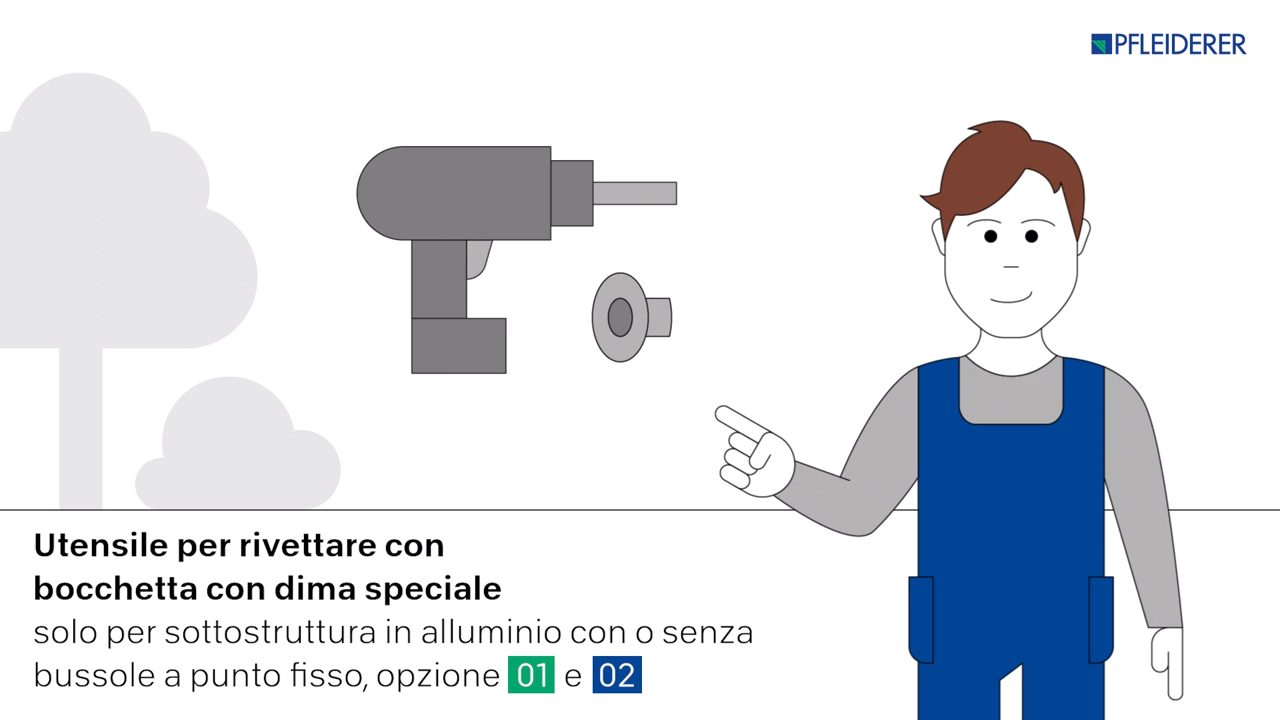 PFLEIDERER
Utensile per rivettare con
bocchetta con dima speciale
solo per sottostruttura in alluminio con o senza
bussole a punto fisso, opzione 01 e 02